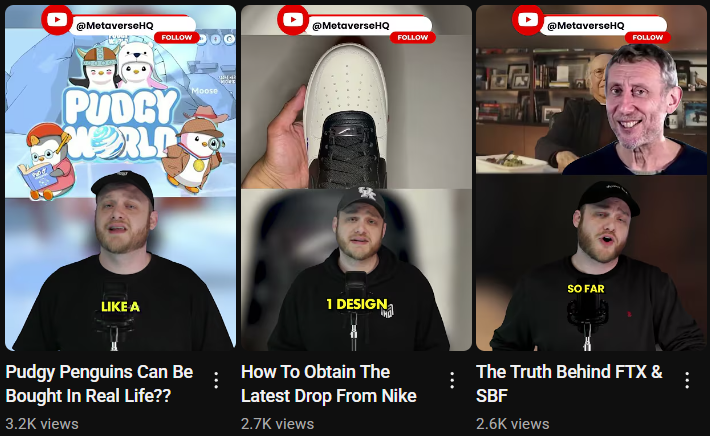 @MetaverseHQ
FOLLOW
Moose
PUDGY
WORLD
LIKE A
Pudgy Penguins Can Be
Bought In Real Life??
3.2K views
@MetaverseHQ
FOLLOW
1 DESIGN
How To Obtain The
Latest Drop From Nike
2.7K views
@MetaverseHQ
FOLLOW
SO FAR
The Truth Behind FTX &
SBF
2.6K views